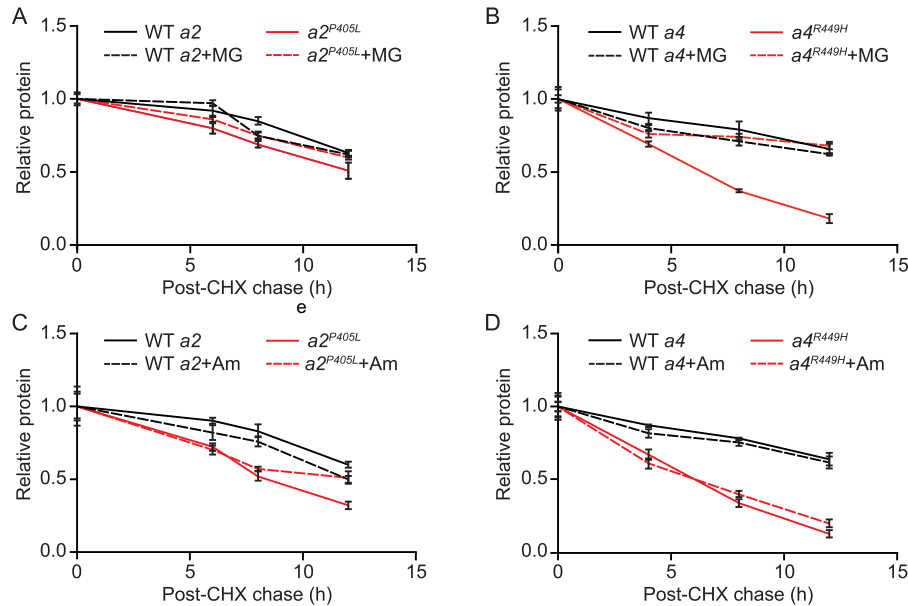 A
1.5
WT a2
a2P405L
WT a2+MG
a2P405L+MG
Relative protein
1.0
0.5
0.0
0
5
10
15
Post-CHX chase (h)
B
1.5
WT a4
a4R449H
WT a4+MG
a4R449H+MG
Relative protein
1.0
0.5
0.0
0
5
10
15
Post-CHX chase (h)
e
C
1.5
WT a2
a2P405L
WT a2+Am
a2P405L+Am
Relative protein
1.0
0.5
0.0
0
5
10
15
Post-CHX chase (h)
D
1.5
WT a4
a4R449H
WT a4+Am
a4R449H+Am
Relative protein
1.0
0.5
0.0
0
5
10
15
Post-CHX chase (h)